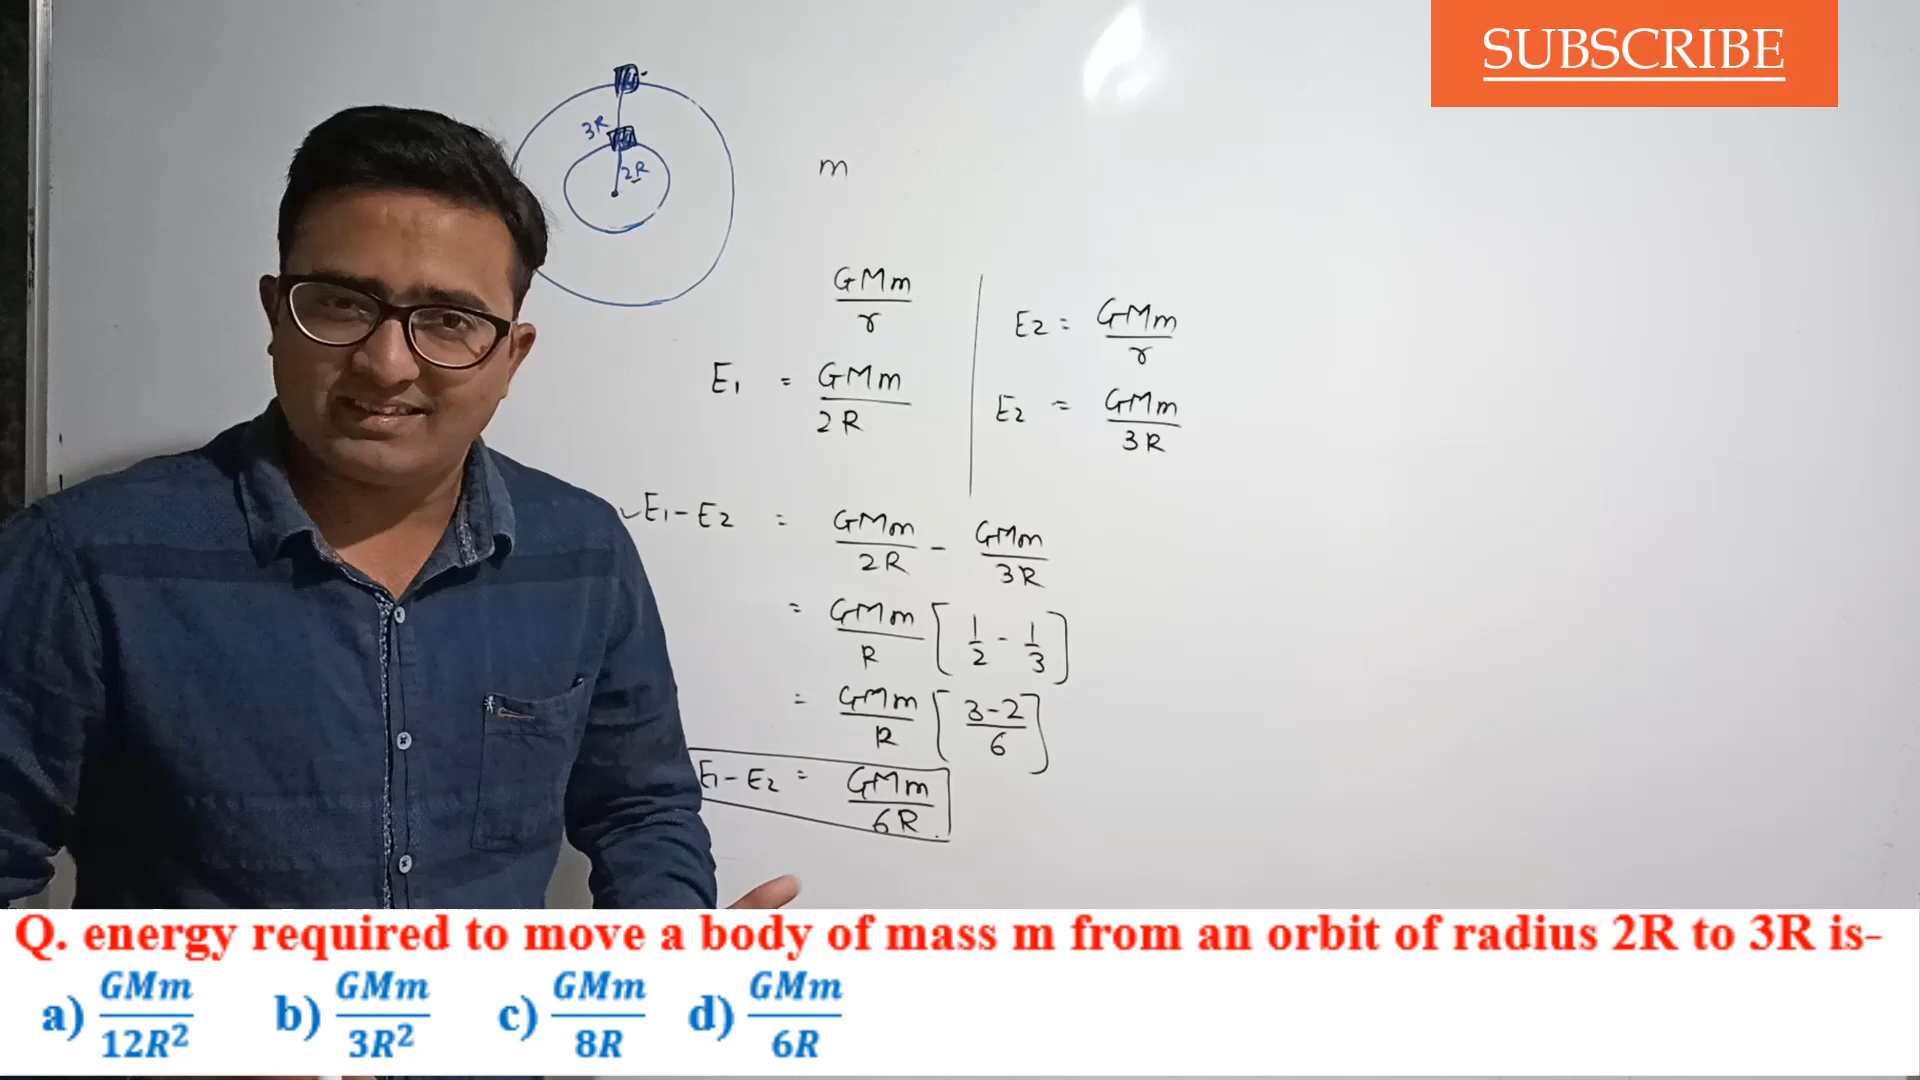 SUBSCRIBE
3R
2R
m
GMm
r
E1 = GMm
2R
E2 = GMm
r
E2 = GMm
3R
E1-E2 = GMm - GMm
2R 3R
= GMm [ 1 - 1 ]
R 2 3
= GMm [ 3-2 ]
R 6
E1-E2 = GMm
6R
Q. energy required to move a body of mass m from an orbit of radius 2R to 3R is-
a) GMm b) GMm c) GMm d) GMm
12R² 3R² 8R 6R